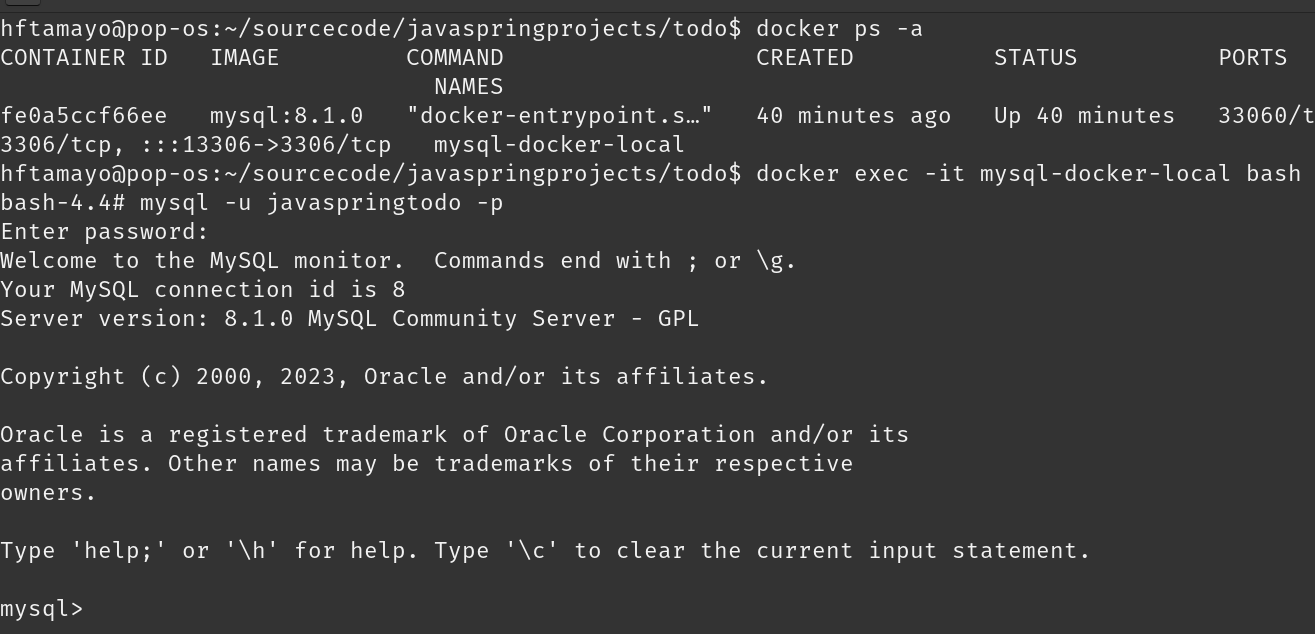 hftamayo@pop-os:~/sourcecode/javaspringprojects/todo$ docker ps -a
CONTAINER ID   IMAGE         COMMAND                  CREATED          STATUS          PORTS
                               NAMES
fe0a5ccf66ee   mysql:8.1.0   "docker-entrypoint.s…"   40 minutes ago   Up 40 minutes   33060/t
3306/tcp, :::13306->3306/tcp   mysql-docker-local
hftamayo@pop-os:~/sourcecode/javaspringprojects/todo$ docker exec -it mysql-docker-local bash
bash-4.4# mysql -u javaspringtodo -p
Enter password:
Welcome to the MySQL monitor.  Commands end with ; or \g.
Your MySQL connection id is 8
Server version: 8.1.0 MySQL Community Server - GPL

Copyright (c) 2000, 2023, Oracle and/or its affiliates.

Oracle is a registered trademark of Oracle Corporation and/or its
affiliates. Other names may be trademarks of their respective
owners.

Type 'help;' or '\h' for help. Type '\c' to clear the current input statement.

mysql>